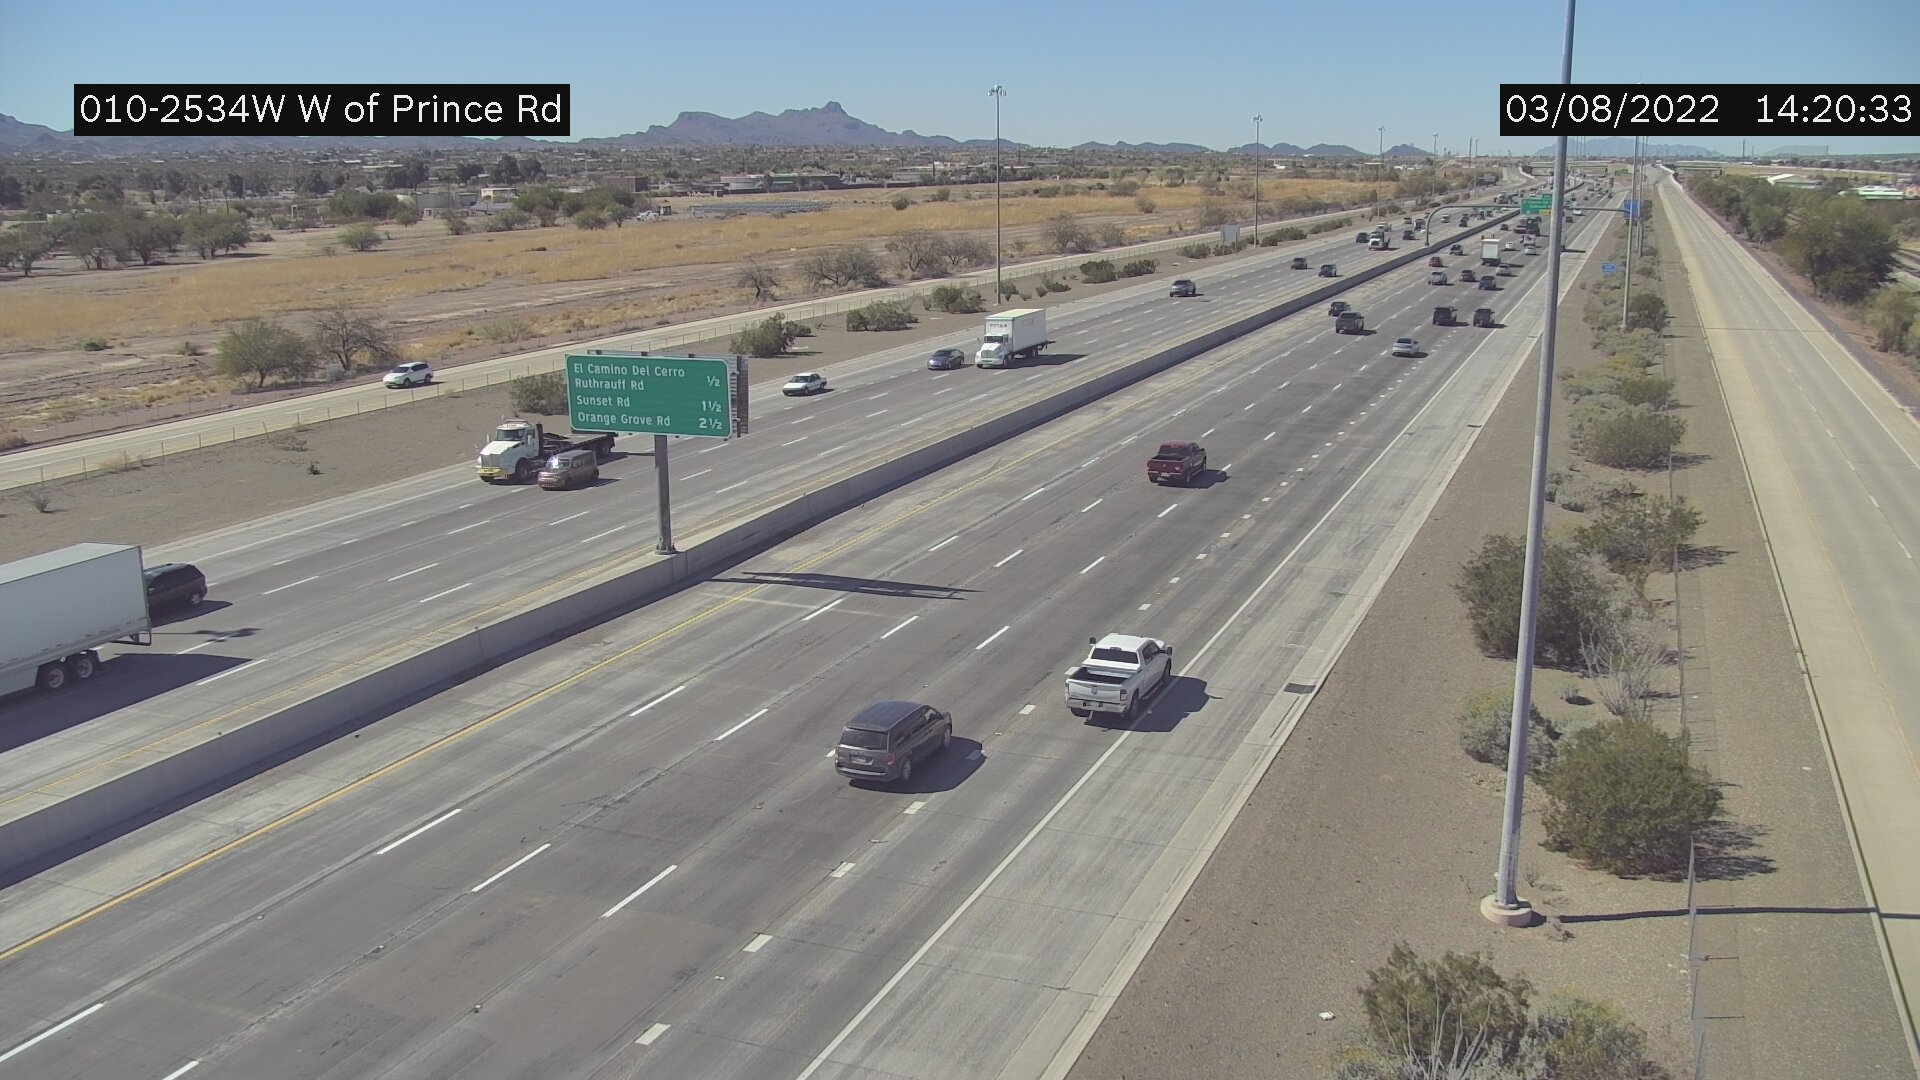 010-2534W W of Prince Rd
03/08/2022 14:20:33
El Camino Del Cerro
Ruthrauff Rd ½
Sunset Rd 1½
Orange Grove Rd 2½